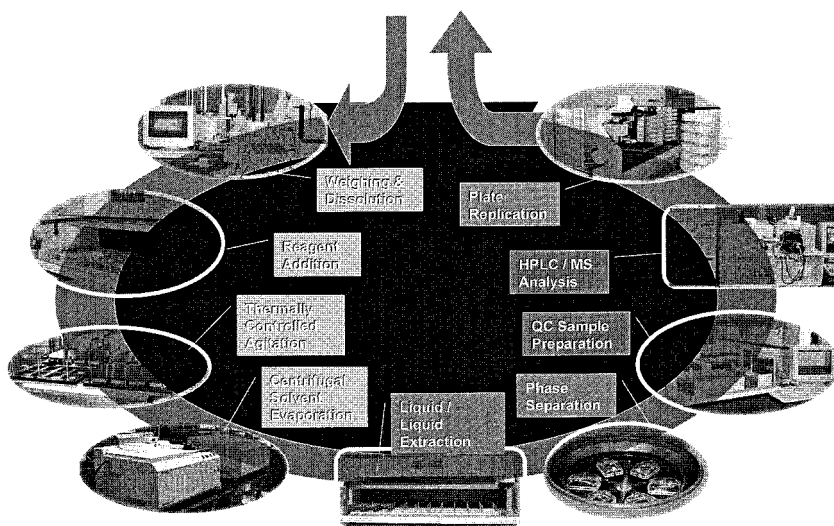 Weighing &
Dissolution
Reagent
Addition
Thermally
Controlled
Agitation
Centrifugal
Solvent
Evaporation
Liquid /
Liquid
Extraction
Phase
Separation
QC Sample
Preparation
HPLC / MS
Analysis
Plate
Replication